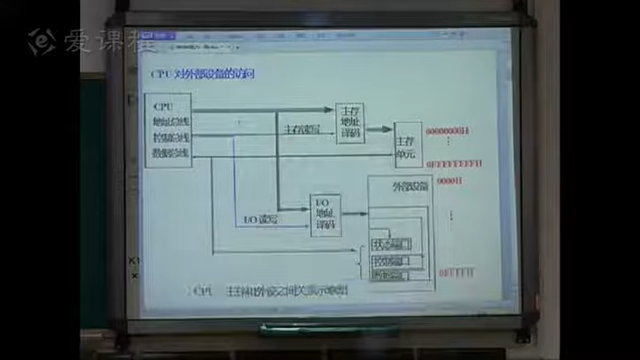 爱课程
CPU 对外部设备的访问
CPU
地址总线
控制总线
数据总线
主存读写
主存
地址
译码
主存
单元
00000000H
0FFFFFFFFH
外部设备
0000H
I/O
地址
译码
I/O 读写
状态端口
控制端口
数据端口
0FFFFH
CPU 主存和外设之间关系示意图